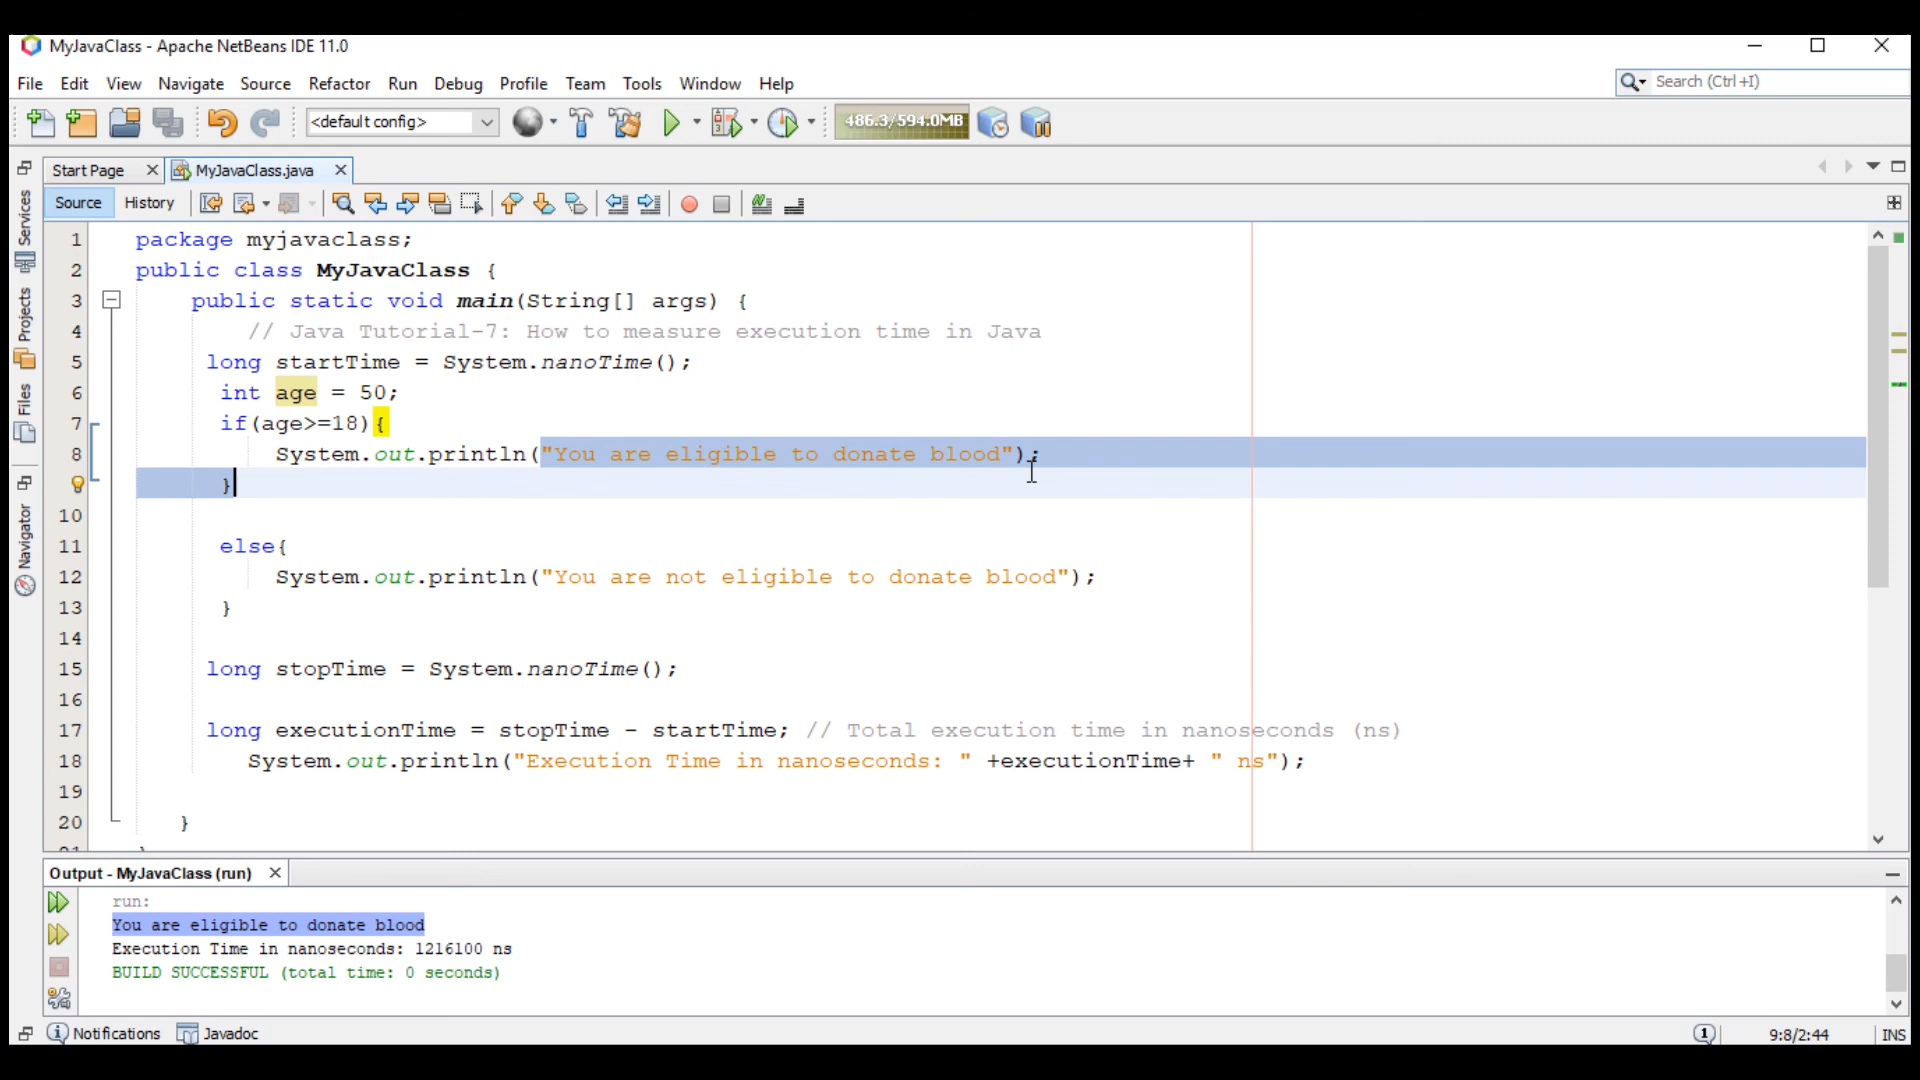 MyJavaClass - Apache NetBeans IDE 11.0
File Edit View Navigate Source Refactor Run Debug Profile Team Tools Window Help
Search (Ctrl +I)
<default config>
486.3/594.0MB
Start Page
MyJavaClass.java
Source History
Services
Projects
Files
Navigator
1 package myjavaclass;
2 public class MyJavaClass {
3 public static void main(String[] args) {
4 // Java Tutorial-7: How to measure execution time in Java
5 long startTime = System.nanoTime();
6 int age = 50;
7 if(age>=18){
8 System.out.println("You are eligible to donate blood");
}
10
11 else{
12 System.out.println("You are not eligible to donate blood");
13 }
14
15 long stopTime = System.nanoTime();
16
17 long executionTime = stopTime - startTime; // Total execution time in nanoseconds (ns)
18 System.out.println("Execution Time in nanoseconds: " +executionTime+ " ns");
19
20 }
Output - MyJavaClass (run)
run:
You are eligible to donate blood
Execution Time in nanoseconds: 1216100 ns
BUILD SUCCESSFUL (total time: 0 seconds)
Notifications Javadoc
1
9:8/2:44
INS